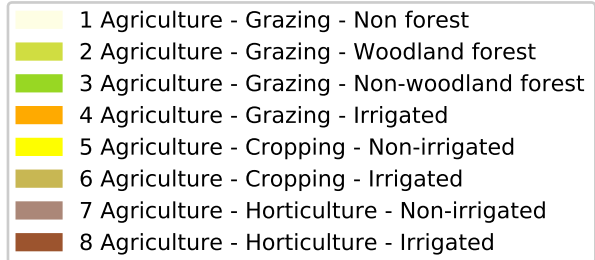 1 Agriculture - Grazing - Non forest
2 Agriculture - Grazing - Woodland forest
3 Agriculture - Grazing - Non-woodland forest
4 Agriculture - Grazing - Irrigated
5 Agriculture - Cropping - Non-irrigated
6 Agriculture - Cropping - Irrigated
7 Agriculture - Horticulture - Non-irrigated
8 Agriculture - Horticulture - Irrigated